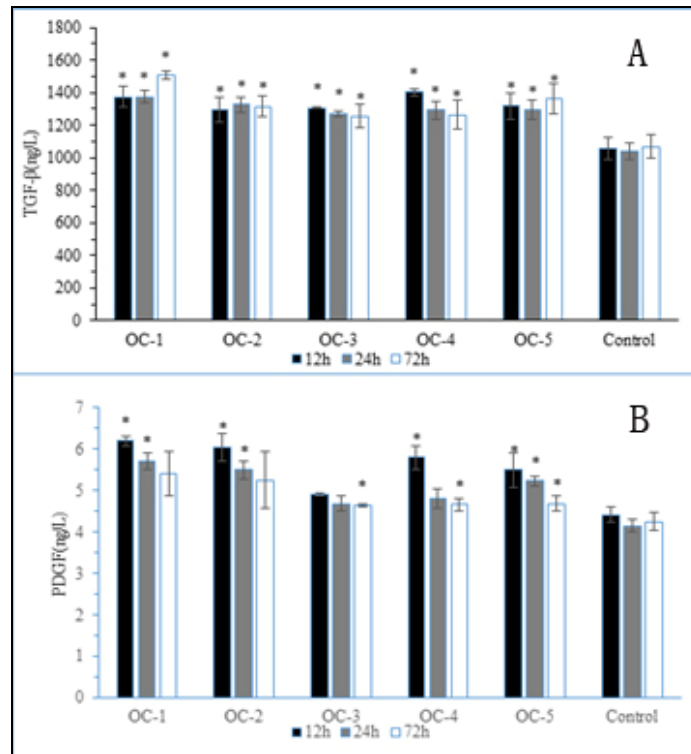 A
TGF-β(ng/L)
1800
1600
1400
1200
1000
800
600
400
200
0
* * *
* * *
* * *
* * *
* * *
OC-1 OC-2 OC-3 OC-4 OC-5 Control
12h 24h 72h
B
PDGF(ng/L)
7
6
5
4
3
2
1
0
* *
* *
*
* *
* * *
OC-1 OC-2 OC-3 OC-4 OC-5 Control
12h 24h 72h